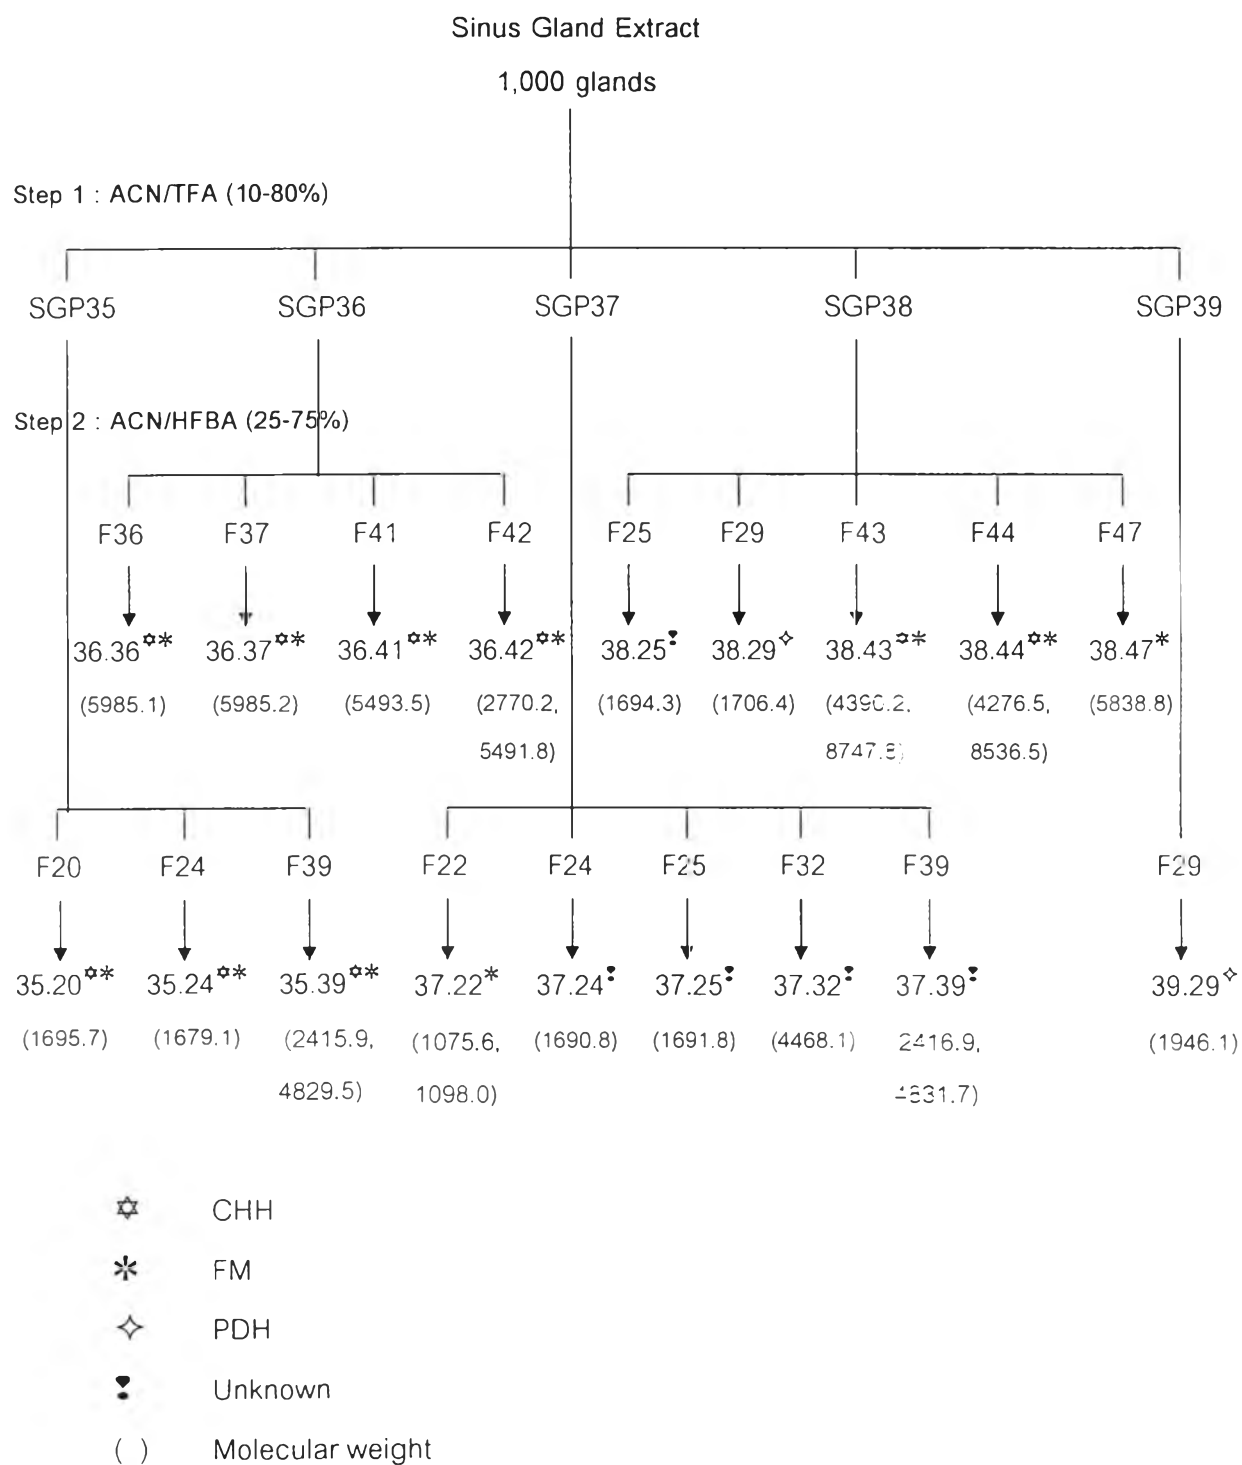 Sinus Gland Extract
1,000 glands
Step 1 : ACN/TFA (10-80%)
SGP35 SGP36 SGP37 SGP38 SGP39
Step 2 : ACN/HFBA (25-75%)
F36 F37 F41 F42 F25 F29 F43 F44 F47
36.36✡* 36.37✡* 36.41✡* 36.42✡* 38.25❢ 38.29✧ 38.43✡* 38.44✡* 38.47*
(5985.1) (5985.2) (5493.5) (2770.2, (1694.3) (1706.4) (4390.2, (4276.5, (5838.8)
5491.8) 8536.5)
F20 F24 F39 F22 F24 F25 F32 F39 F29
35.20✡* 35.24✡* 35.39✡* 37.22* 37.24❢ 37.25❢ 37.32❢ 37.39❢ 39.29✧
(1695.7) (1679.1) (2415.9, (1075.6, (1690.8) (1691.8) (4468.1) 2416.9, (1946.1)
4829.5) 1098.0)
✡ CHH
* FM
✧ PDH
❢ Unknown
( ) Molecular weight